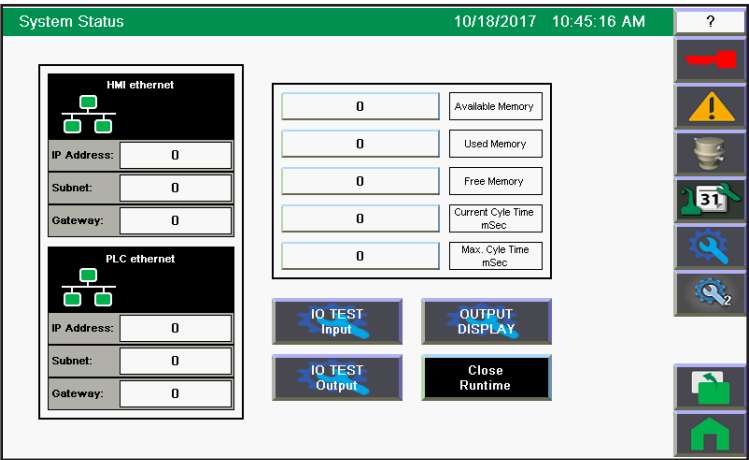 System Status 10/18/2017 10:45:16 AM ?
HMI ethernet
IP Address: 0
Subnet: 0
Gateway: 0
PLC ethernet
IP Address: 0
Subnet: 0
Gateway: 0
0 Available Memory
0 Used Memory
0 Free Memory
0 Current Cyle Time
mSec
0 Max. Cyle Time
mSec
IO TEST
Input
OUTPUT
DISPLAY
IO TEST
Output
Close
Runtime
31
2